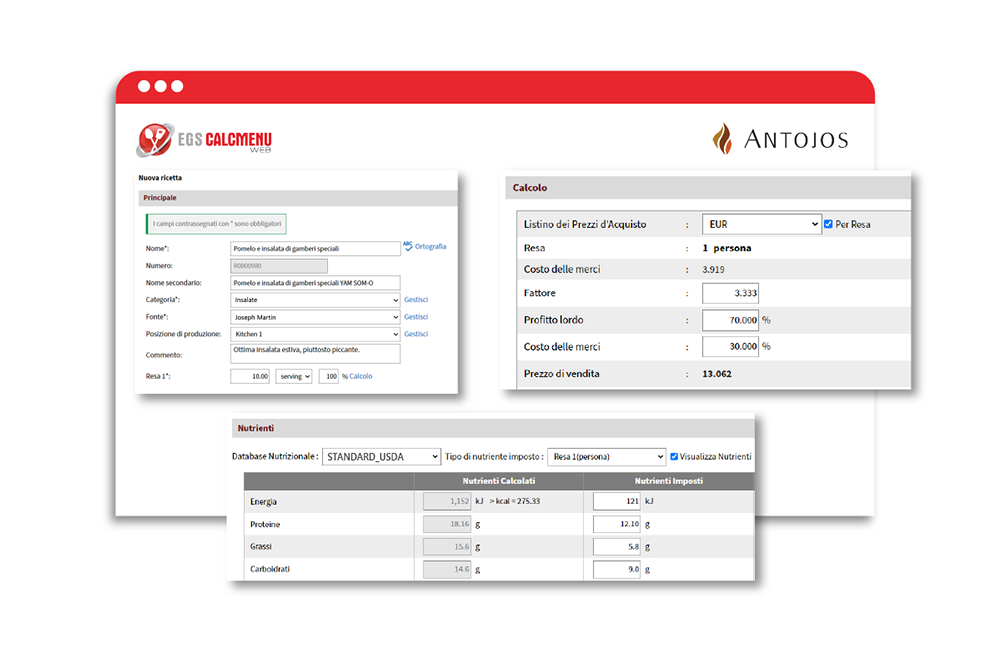 EGS CALCMENU
WEB
ANTOJOS
Nuova ricetta
Principale
I campi contrassegnati con * sono obbligatori
Nome*: Pomelo e insalata di gamberi speciali ABC Ortografia
Numero: R0000980
Nome secondario: Pomelo e insalata di gamberi speciali YAM SOM-O
Categoria*: Insalate Gestisci
Fonte*: Joseph Martin Gestisci
Posizione di produzione: Kitchen 1 Gestisci
Commento: Ottima insalata estiva, piuttosto piccante.
Resa 1*: 10.00 serving 100 % Calcolo
Calcolo
Listino dei Prezzi d'Acquisto : EUR Per Resa
Resa : 1 persona
Costo delle merci : 3.919
Fattore : 3.333
Profitto lordo : 70.000 %
Costo delle merci : 30.000 %
Prezzo di vendita : 13.062
Nutrienti
Database Nutrizionale : STANDARD_USDA Tipo di nutriente imposto : Resa 1(persona) Visualizza Nutrienti
Nutrienti Calcolati Nutrienti Imposti
Energia 1,152 kJ > kcal = 275.33 121 kJ
Proteine 18.16 g 12.10 g
Grassi 15.6 g 5.8 g
Carboidrati 14.6 g 9.0 g